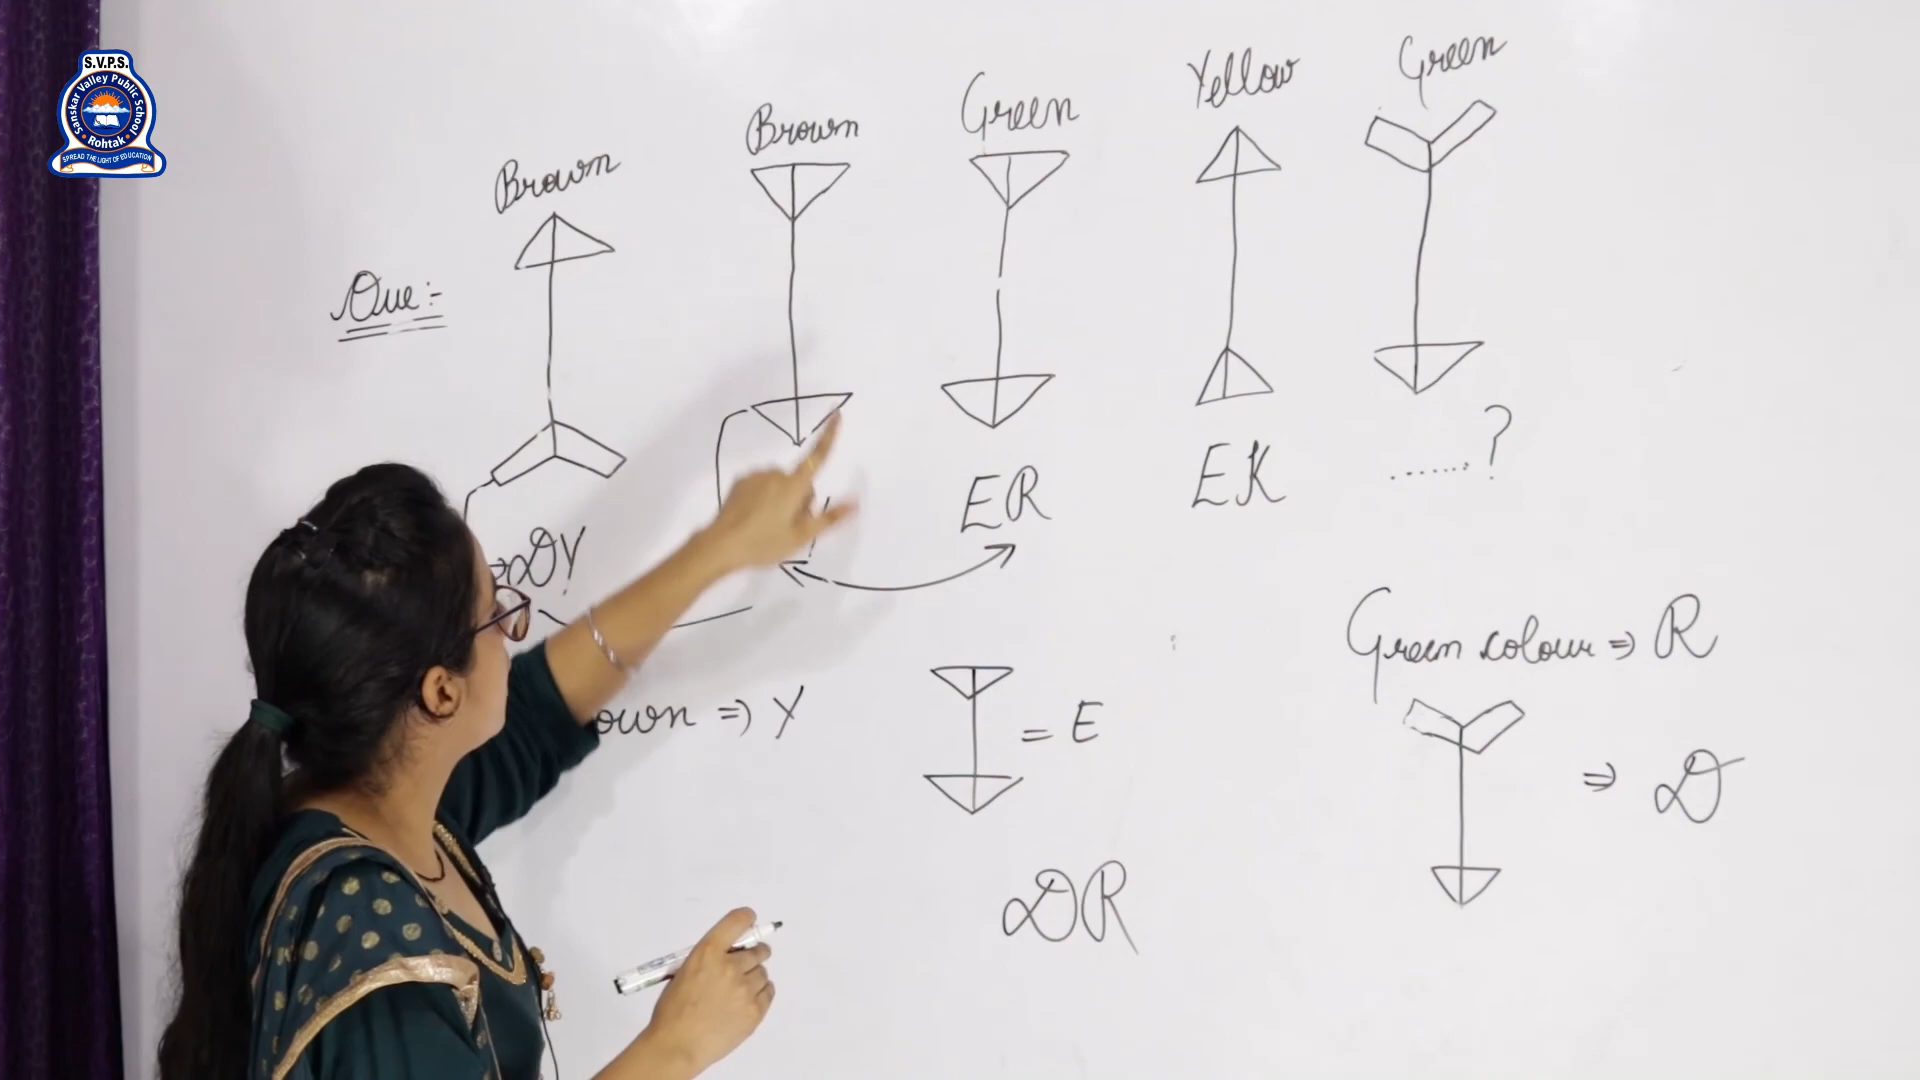 S.V.P.S.
Sanskar Valley Public School
Rohtak
SPREAD THE LIGHT OF EDUCATION
Brown
Brown
Green
Yellow
Green
Que:-
DY
ER
EK
.......?
own ⇒ Y
= E
Green colour ⇒ R
⇒ D
DR